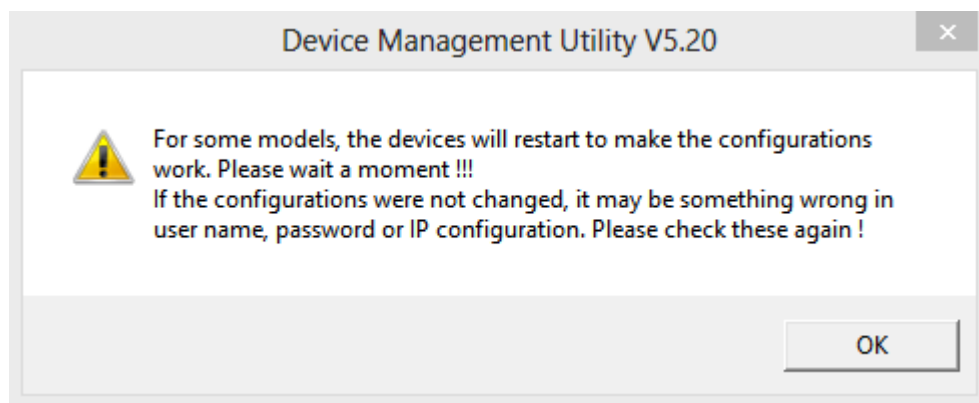 Device Management Utility V5.20
For some models, the devices will restart to make the configurations
work. Please wait a moment !!!
If the configurations were not changed, it may be something wrong in
user name, password or IP configuration. Please check these again !
OK